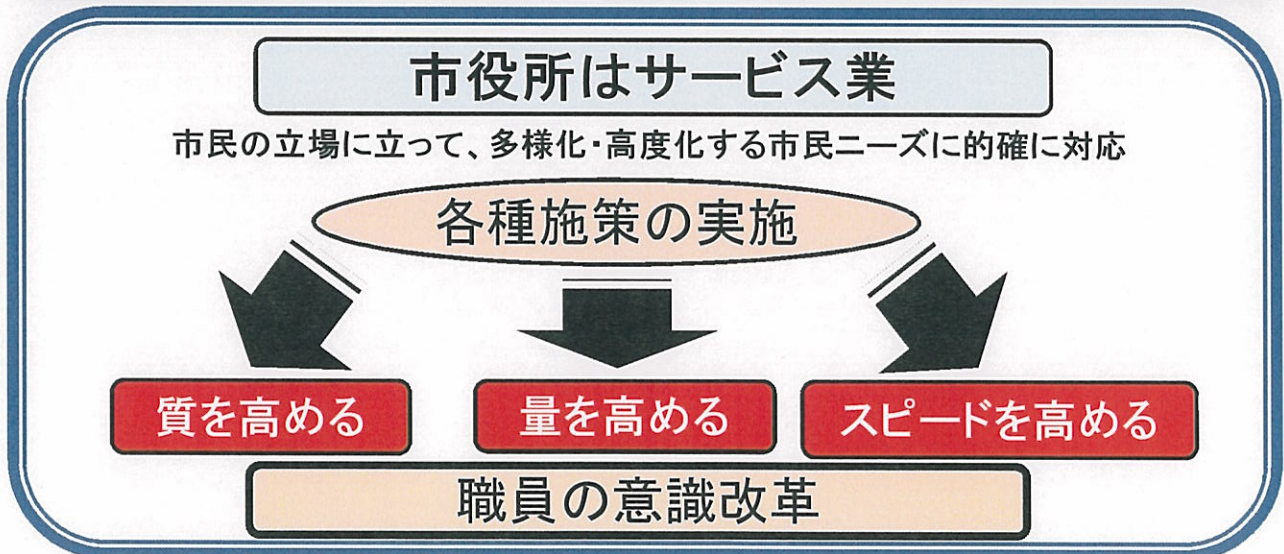 市役所はサービス業
市民の立場に立って、多様化・高度化する市民ニーズに的確に対応
各種施策の実施
質を高める
量を高める
スピードを高める
職員の意識改革